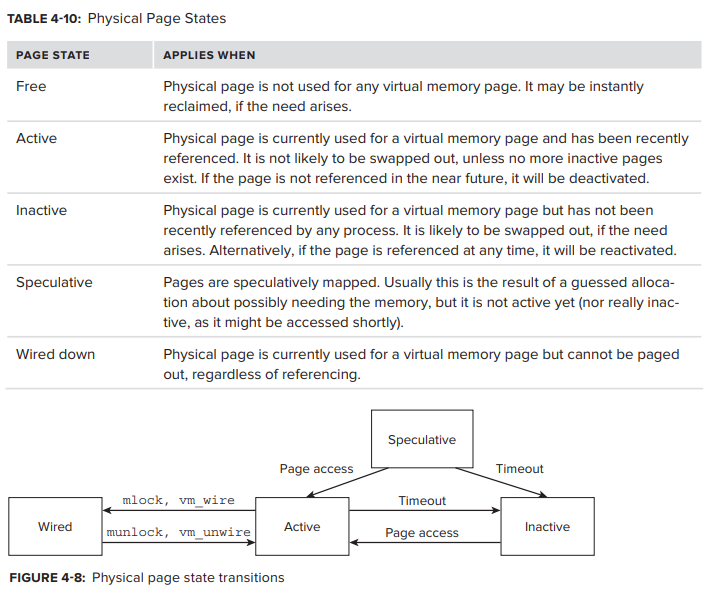 TABLE 4-10: Physical Page States
PAGE STATE APPLIES WHEN
Free Physical page is not used for any virtual memory page. It may be instantly
reclaimed, if the need arises.
Active Physical page is currently used for a virtual memory page and has been recently
referenced. It is not likely to be swapped out, unless no more inactive pages
exist. If the page is not referenced in the near future, it will be deactivated.
Inactive Physical page is currently used for a virtual memory page but has not been
recently referenced by any process. It is likely to be swapped out, if the need
arises. Alternatively, if the page is referenced at any time, it will be reactivated.
Speculative Pages are speculatively mapped. Usually this is the result of a guessed alloca-
tion about possibly needing the memory, but it is not active yet (nor really inac-
tive, as it might be accessed shortly).
Wired down Physical page is currently used for a virtual memory page but cannot be paged
out, regardless of referencing.
Speculative
Page access Timeout
mlock, vm_wire Timeout
Wired Active Inactive
munlock, vm_unwire Page access
FIGURE 4-8: Physical page state transitions